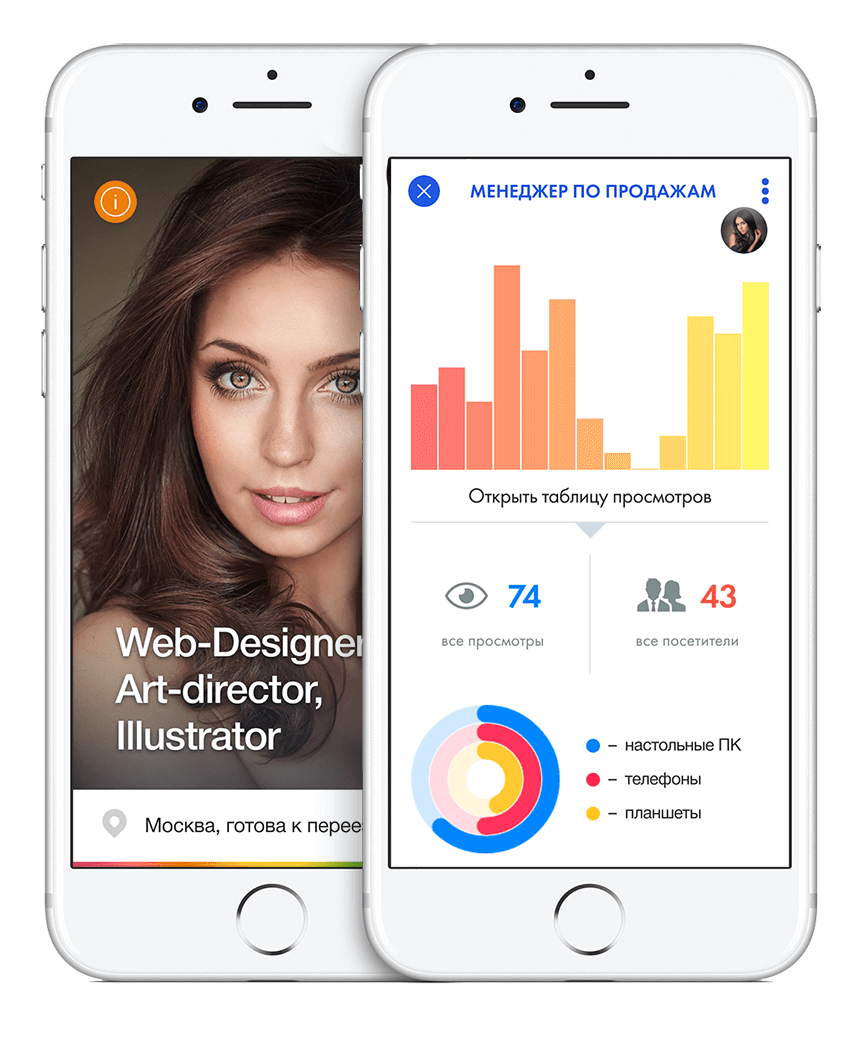 Web-Designer
Art-director,
Illustrator
Москва, готова к перее
МЕНЕДЖЕР ПО ПРОДАЖАМ
Открыть таблицу просмотров
74
все просмотры
43
все посетители
– настольные ПК
– телефоны
– планшеты